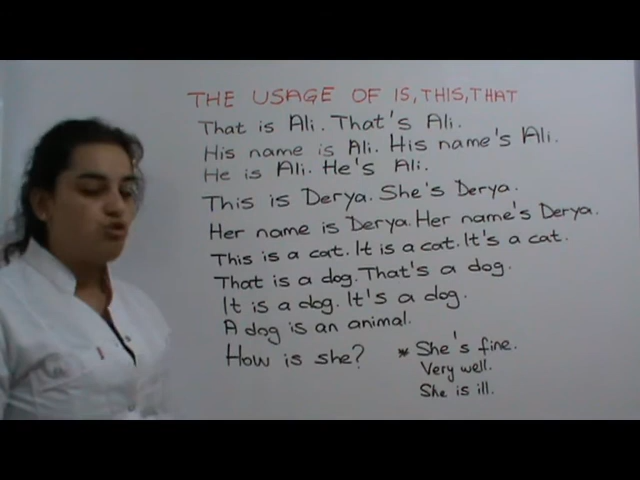 THE USAGE OF IS, THIS, THAT
That is Ali. That's Ali.
His name is Ali. His name's Ali.
He is Ali. He's Ali.
This is Derya. She's Derya.
Her name is Derya. Her name's Derya.
This is a cat. It is a cat. It's a cat.
That is a dog. That's a dog.
It is a dog. It's a dog.
A dog is an animal.
How is she? * She's fine.
Very well.
She is ill.